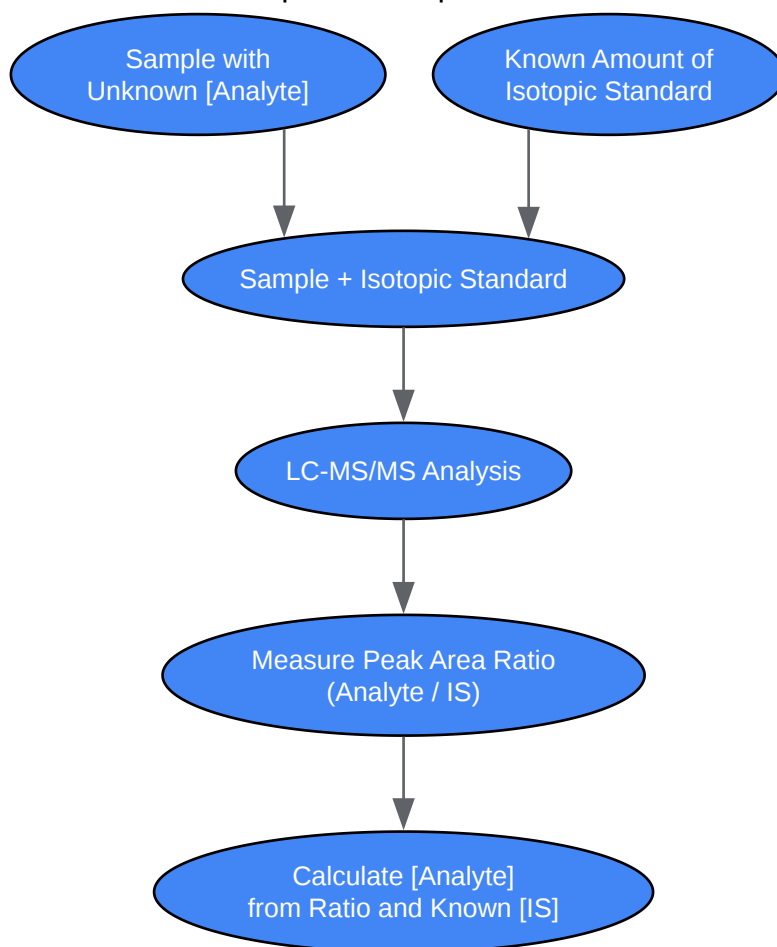 Sample with
Unknown [Analyte]
Known Amount of
Isotopic Standard
Sample + Isotopic Standard
LC-MS/MS Analysis
Measure Peak Area Ratio
(Analyte / IS)
Calculate [Analyte]
from Ratio and Known [IS]